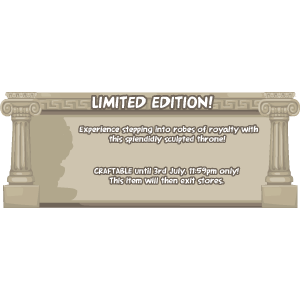 LIMITED EDITION!
Experience stepping into robes of royalty with
this splendidly sculpted throne!
CRAFTABLE until 3rd July, 11:59pm only!
This item will then exit stores.